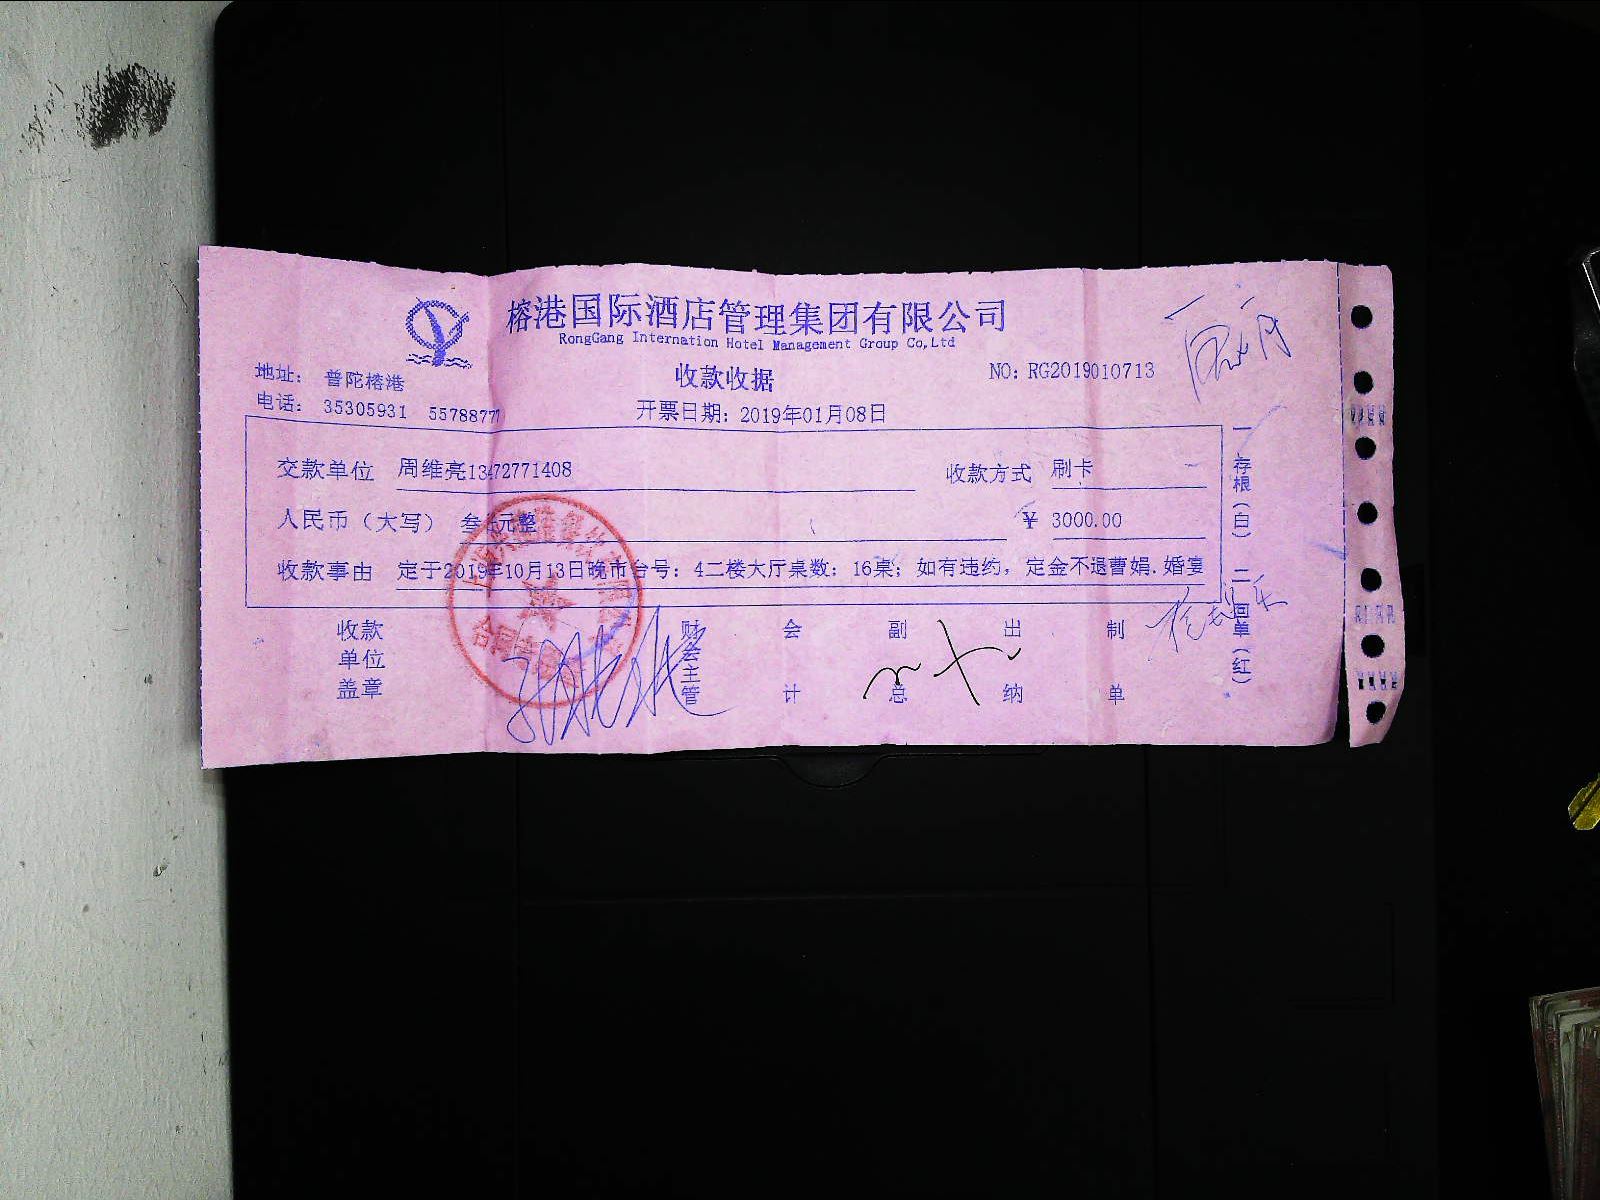 榕港国际酒店管理集团有限公司
RongGang Internation Hotel Management Group Co,Ltd
地址： 普陀榕港
收款收据
NO: RG2019010713
电话： 35305931 55788777
开票日期: 2019年01月08日
交款单位 周维亮13472771408
收款方式 刷卡
人民币（大写） 叁仟元整
￥ 3000.00
收款事由 定于2019年10月13日晚市台号: 4二楼大厅桌数: 16桌; 如有违约, 定金不退曹娟.婚宴
一存根(白) 二回单(红)
收款单位盖章
财会主管
会计
副总
出纳
制单